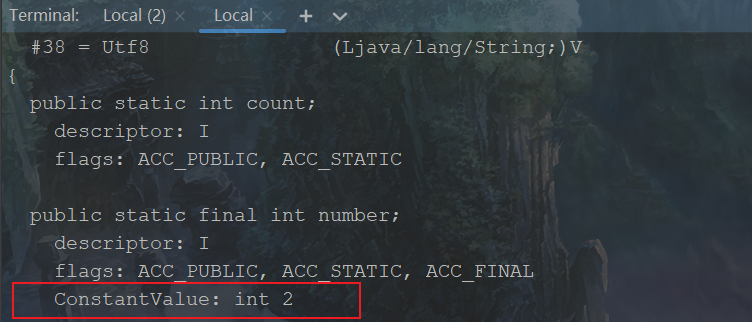 Terminal: Local (2) × Local × +
#38 = Utf8 (Ljava/lang/String;)V
{
public static int count;
descriptor: I
flags: ACC_PUBLIC, ACC_STATIC
public static final int number;
descriptor: I
flags: ACC_PUBLIC, ACC_STATIC, ACC_FINAL
ConstantValue: int 2